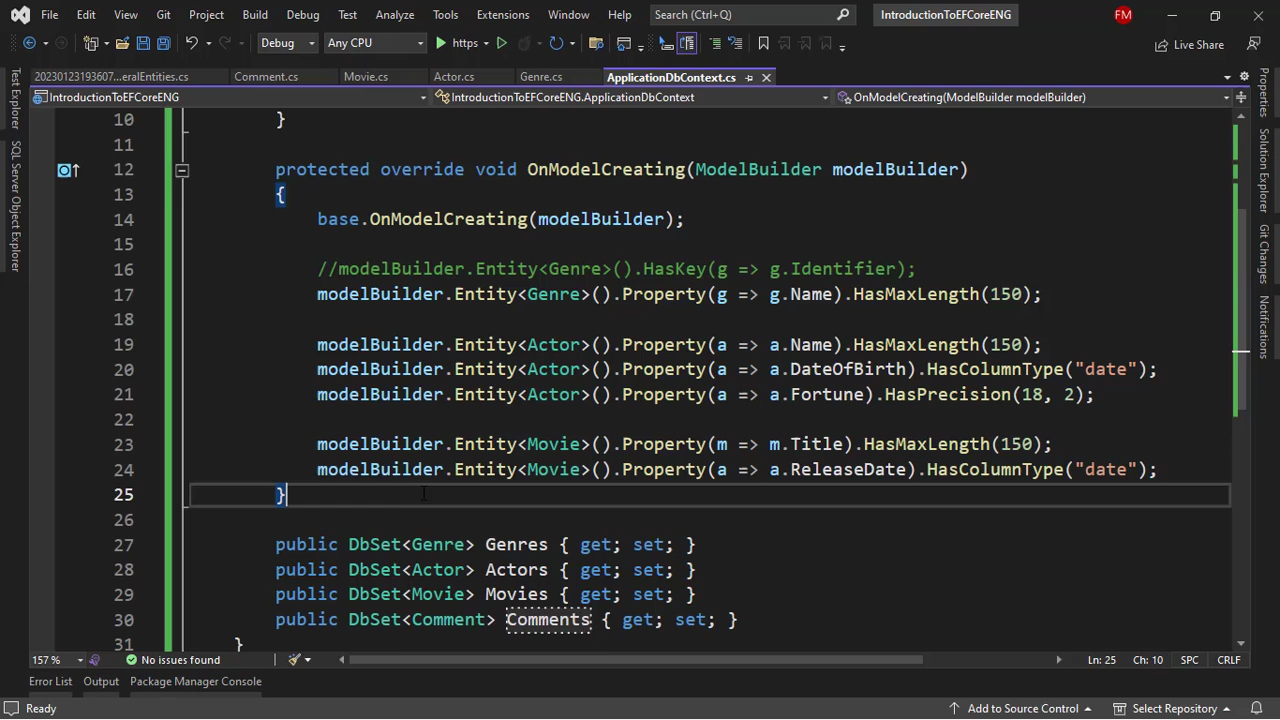 File Edit View Git Project Build Debug Test Analyze Tools Extensions Window Help Search (Ctrl+Q) IntroductionToEFCoreENG FM
Debug Any CPU https Live Share
20230123193607...eralEntities.cs Comment.cs Movie.cs Actor.cs Genre.cs ApplicationDbContext.cs
IntroductionToEFCoreENG IntroductionToEFCoreENG.ApplicationDbContext OnModelCreating(ModelBuilder modelBuilder)
Test Explorer
SQL Server Object Explorer
10 }
11
12 protected override void OnModelCreating(ModelBuilder modelBuilder)
13 {
14 base.OnModelCreating(modelBuilder);
15
16 //modelBuilder.Entity<Genre>().HasKey(g => g.Identifier);
17 modelBuilder.Entity<Genre>().Property(g => g.Name).HasMaxLength(150);
18
19 modelBuilder.Entity<Actor>().Property(a => a.Name).HasMaxLength(150);
20 modelBuilder.Entity<Actor>().Property(a => a.DateOfBirth).HasColumnType("date");
21 modelBuilder.Entity<Actor>().Property(a => a.Fortune).HasPrecision(18, 2);
22
23 modelBuilder.Entity<Movie>().Property(m => m.Title).HasMaxLength(150);
24 modelBuilder.Entity<Movie>().Property(a => a.ReleaseDate).HasColumnType("date");
25 }
26
27 public DbSet<Genre> Genres { get; set; }
28 public DbSet<Actor> Actors { get; set; }
29 public DbSet<Movie> Movies { get; set; }
30 public DbSet<Comment> Comments { get; set; }
31 }
Properties
Solution Explorer
Git Changes
Notifications
157 % No issues found Ln: 25 Ch: 10 SPC CRLF
Error List Output Package Manager Console
Ready Add to Source Control Select Repository